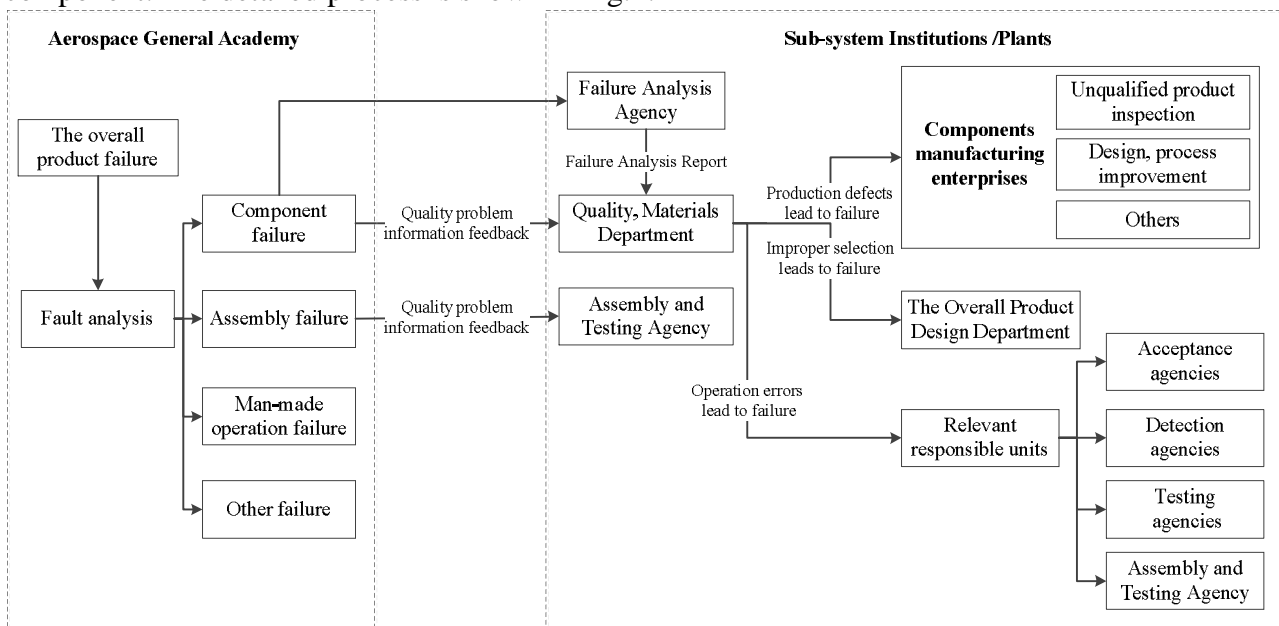 Aerospace General Academy
The overall
product failure
Fault analysis
Component
failure
Assembly failure
Man-made
operation failure
Other failure
Quality problem
information feedback
Quality problem
information feedback
Sub-system Institutions /Plants
Failure Analysis
Agency
Failure Analysis Report
Quality, Materials
Department
Assembly and
Testing Agency
Production defects
lead to failure
Improper selection
leads to failure
Operation errors
lead to failure
Components
manufacturing
enterprises
Unqualified product
inspection
Design, process
improvement
Others
The Overall Product
Design Department
Relevant
responsible units
Acceptance
agencies
Detection
agencies
Testing
agencies
Assembly and
Testing Agency